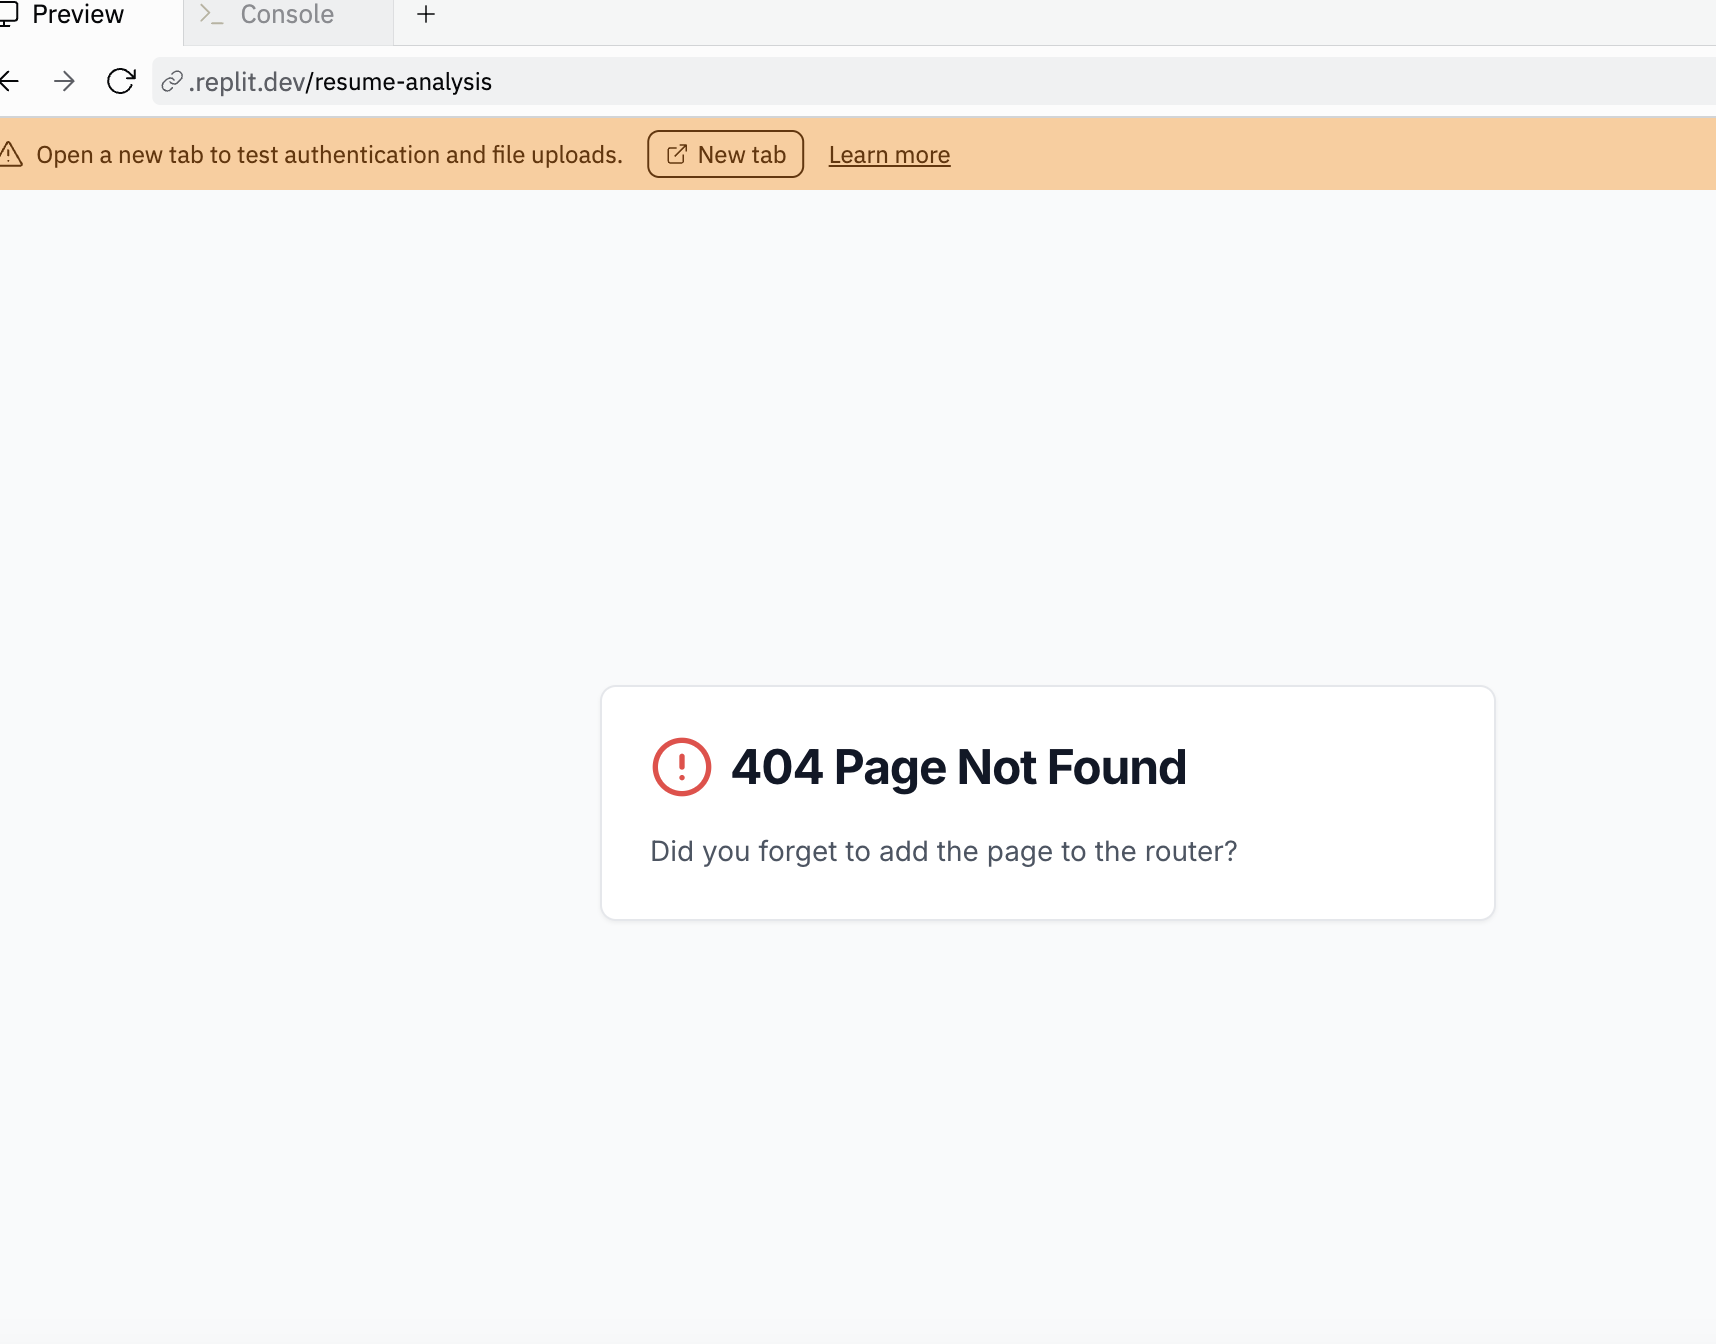 Preview
Console
.replit.dev/resume-analysis
Open a new tab to test authentication and file uploads. New tab Learn more
404 Page Not Found
Did you forget to add the page to the router?